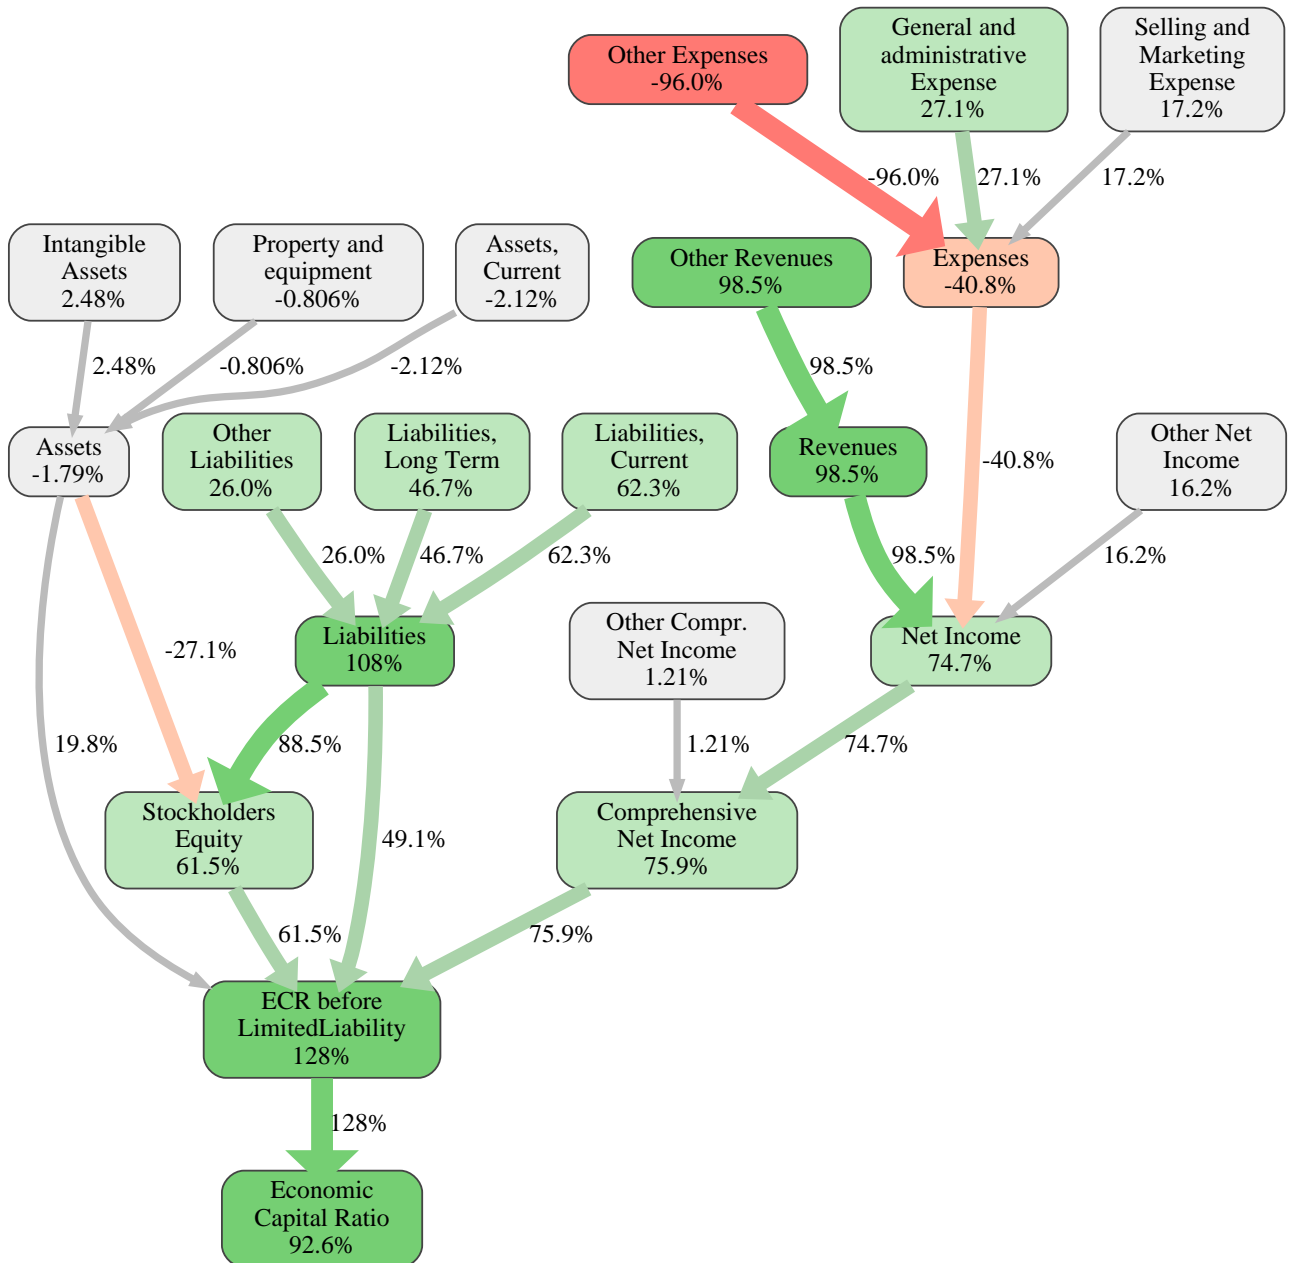 Other Expenses
-96.0%
General and
administrative
Expense
27.1%
Selling and
Marketing
Expense
17.2%
-96.0%
27.1%
17.2%
Intangible
Assets
2.48%
Property and
equipment
-0.806%
Assets,
Current
-2.12%
Other Revenues
98.5%
Expenses
-40.8%
2.48%
-0.806%
-2.12%
98.5%
Assets
-1.79%
Other
Liabilities
26.0%
Liabilities,
Long Term
46.7%
Liabilities,
Current
62.3%
Revenues
98.5%
-40.8%
Other Net
Income
16.2%
26.0%
46.7%
62.3%
98.5%
16.2%
-27.1%
Liabilities
108%
Other Compr.
Net Income
1.21%
Net Income
74.7%
19.8%
88.5%
1.21%
74.7%
Stockholders
Equity
61.5%
49.1%
Comprehensive
Net Income
75.9%
61.5%
75.9%
ECR before
LimitedLiability
128%
128%
Economic
Capital Ratio
92.6%